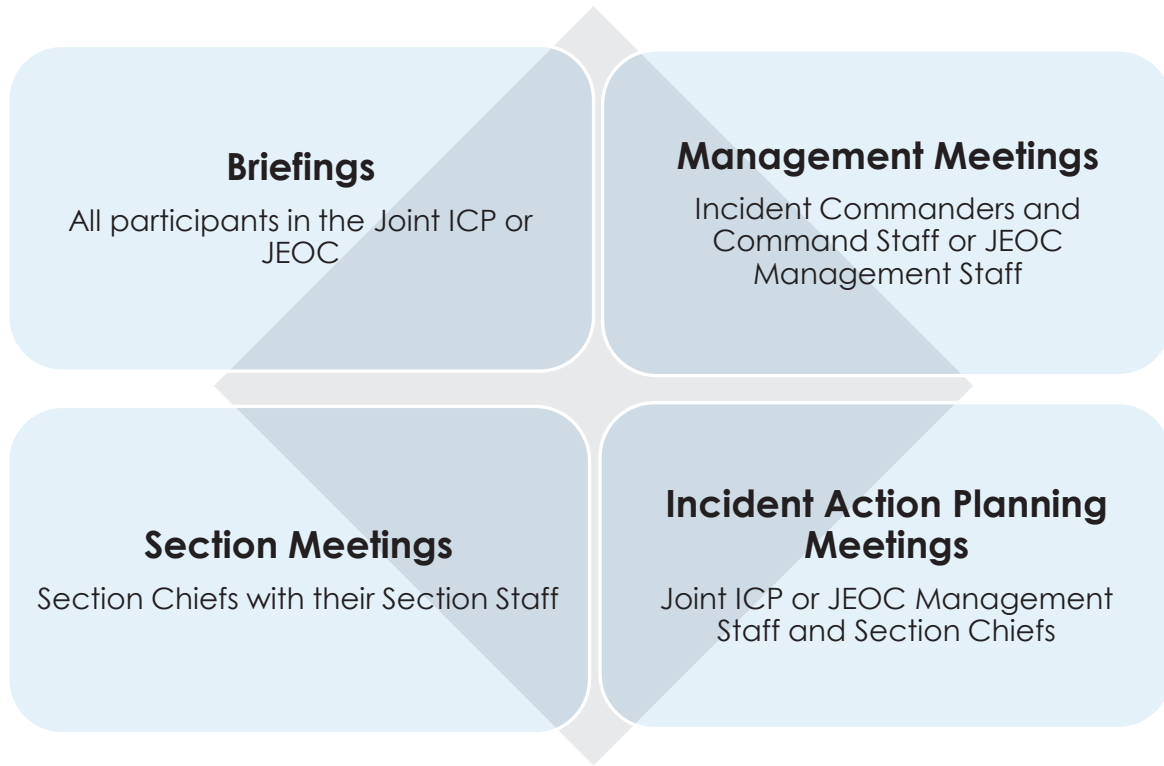 Briefings
All participants in the Joint ICP or
JEOC
Management Meetings
Incident Commanders and
Command Staff or JEOC
Management Staff
Section Meetings
Section Chiefs with their Section Staff
Incident Action Planning
Meetings
Joint ICP or JEOC Management
Staff and Section Chiefs